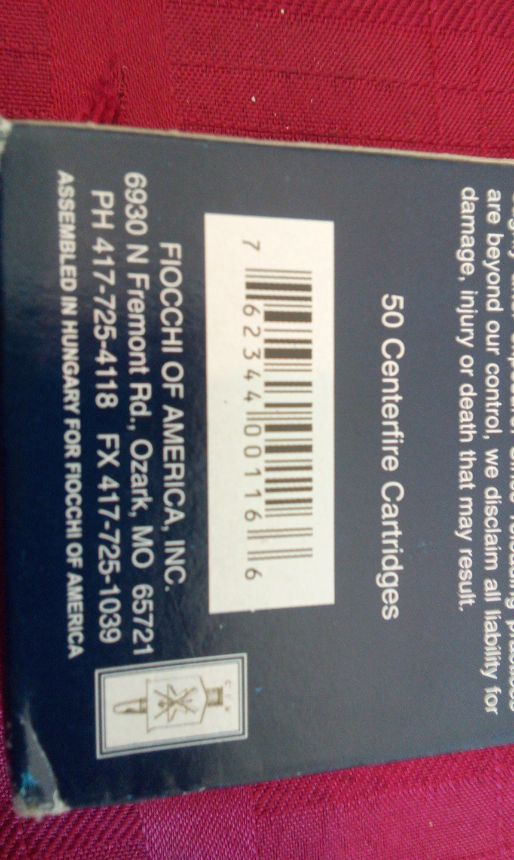 are beyond our control, we disclaim all liability for
damage, injury or death that may result.
50 Centerfire Cartridges
7 62344 00116 6
FIOCCHI OF AMERICA, INC.
6930 N Fremont Rd., Ozark, MO 65721
PH 417-725-4118 FX 417-725-1039
ASSEMBLED IN HUNGARY FOR FIOCCHI OF AMERICA